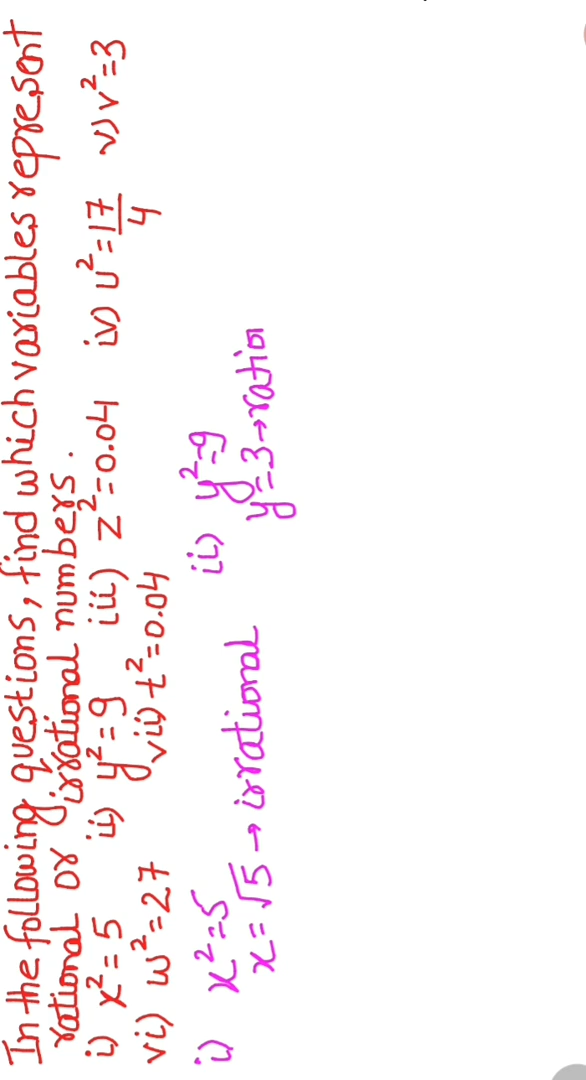 In the following questions, find which variables represent
rational or irrational numbers.
i) x²=5 ii) y²=9 iii) z²=0.04 iv) u²=17/4 v) v²=3
vi) w²=27 vii) t²=0.04
i) x²=5 ii) y²=9
x=√5→irrational y=3→ration